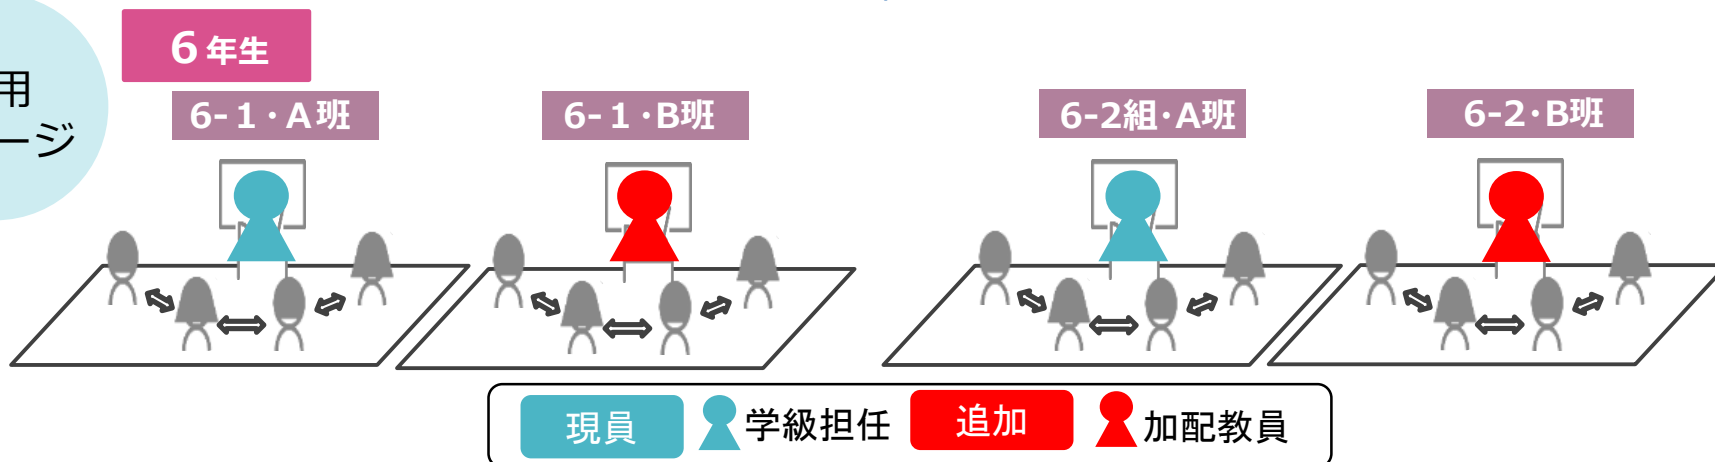 用
ージ
6年生
6-1・A班
6-1・B班
6-2組・A班
6-2・B班
現員
学級担任
追加
加配教員